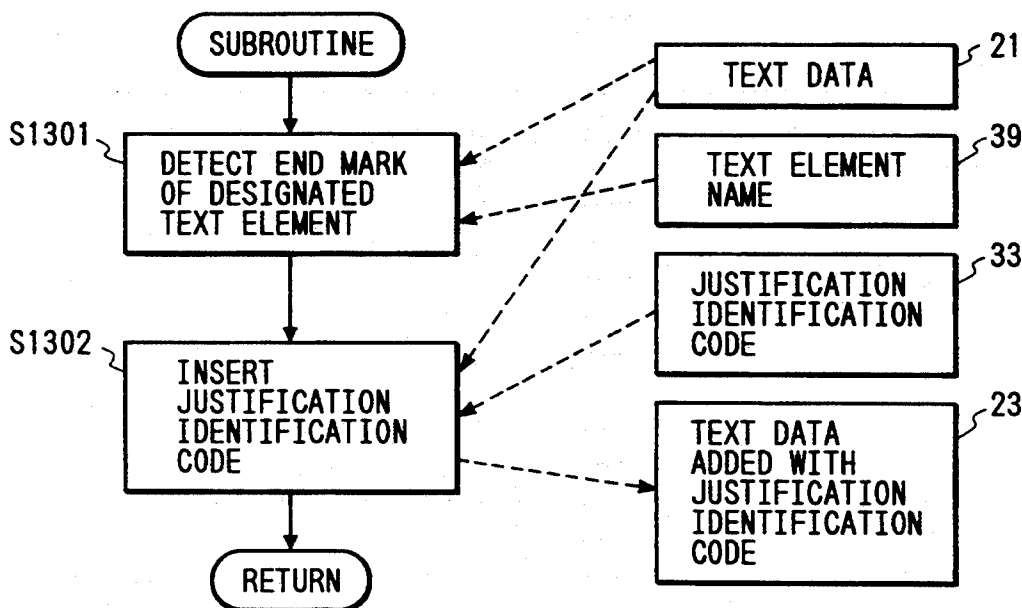 SUBROUTINE
S1301
DETECT END MARK
OF DESIGNATED
TEXT ELEMENT
S1302
INSERT
JUSTIFICATION
IDENTIFICATION
CODE
RETURN
21
TEXT DATA
39
TEXT ELEMENT
NAME
33
JUSTIFICATION
IDENTIFICATION
CODE
23
TEXT DATA
ADDED WITH
JUSTIFICATION
IDENTIFICATION
CODE